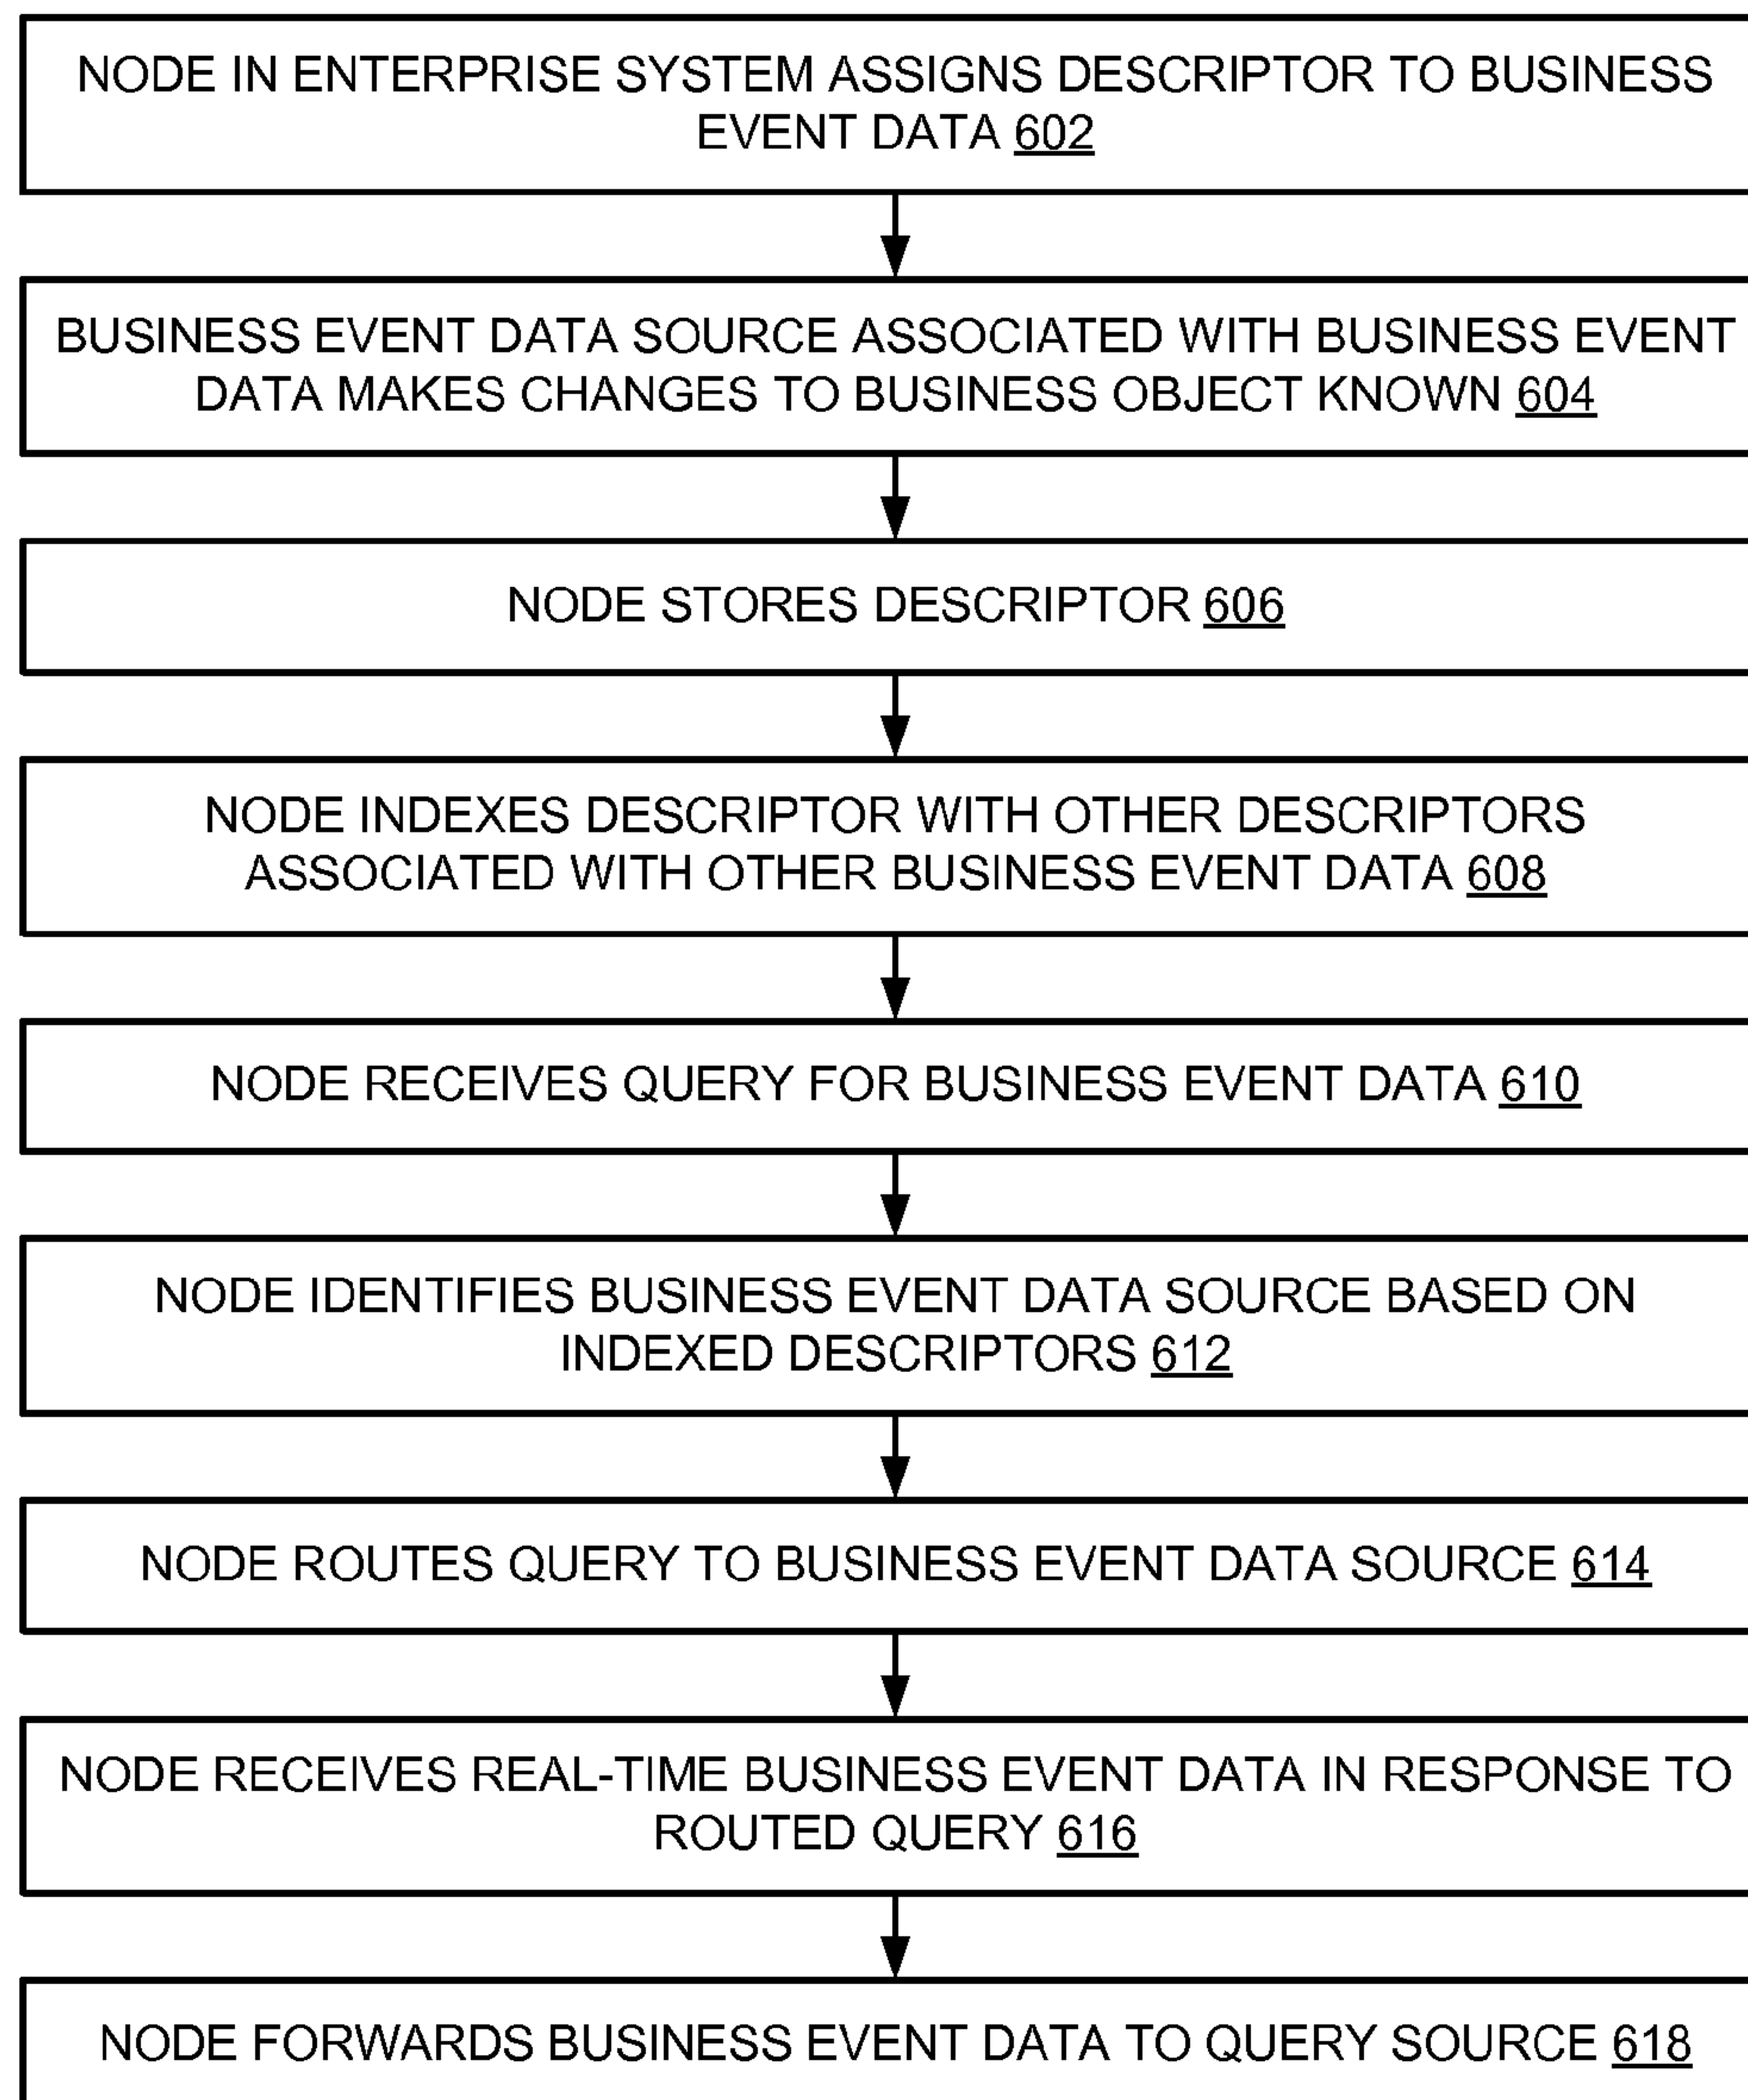 NODE IN ENTERPRISE SYSTEM ASSIGNS DESCRIPTOR TO BUSINESS
EVENT DATA 602
BUSINESS EVENT DATA SOURCE ASSOCIATED WITH BUSINESS EVENT
DATA MAKES CHANGES TO BUSINESS OBJECT KNOWN 604
NODE STORES DESCRIPTOR 606
NODE INDEXES DESCRIPTOR WITH OTHER DESCRIPTORS
ASSOCIATED WITH OTHER BUSINESS EVENT DATA 608
NODE RECEIVES QUERY FOR BUSINESS EVENT DATA 610
NODE IDENTIFIES BUSINESS EVENT DATA SOURCE BASED ON
INDEXED DESCRIPTORS 612
NODE ROUTES QUERY TO BUSINESS EVENT DATA SOURCE 614
NODE RECEIVES REAL-TIME BUSINESS EVENT DATA IN RESPONSE TO
ROUTED QUERY 616
NODE FORWARDS BUSINESS EVENT DATA TO QUERY SOURCE 618